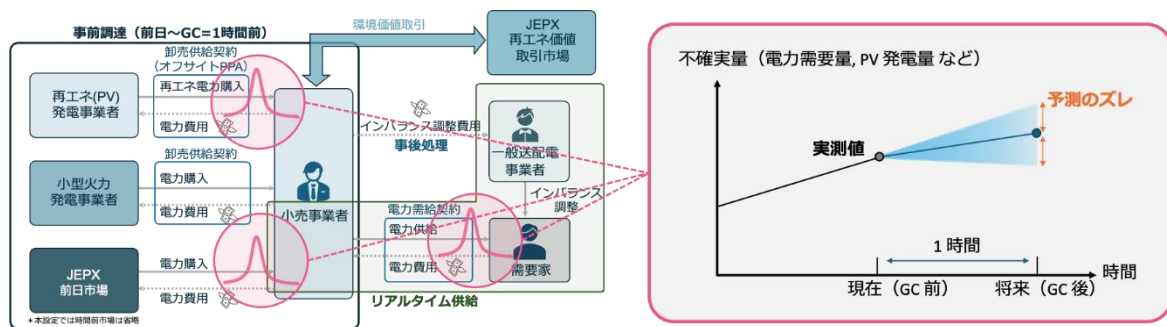 事前調達（前日～GC=1時間前）
環境価値取引
JEPX
再エネ価値
取引市場
卸売供給契約
（オフサイトPPA）
再エネ電力購入
電力費用
再エネ(PV)
発電事業者
卸売供給契約
電力購入
電力費用
小型火力
発電事業者
電力購入
電力費用
JEPX
前日市場
＊本設定では時間前市場は省略
小売事業者
インバランス調整費用
事後処理
一般送配電
事業者
インバランス
調整
電力需給契約
電力供給
電力費用
需要家
リアルタイム供給
不確実量（電力需要量, PV 発電量 など）
予測のズレ
実測値
1 時間
時間
現在（GC 前）
将来（GC 後）